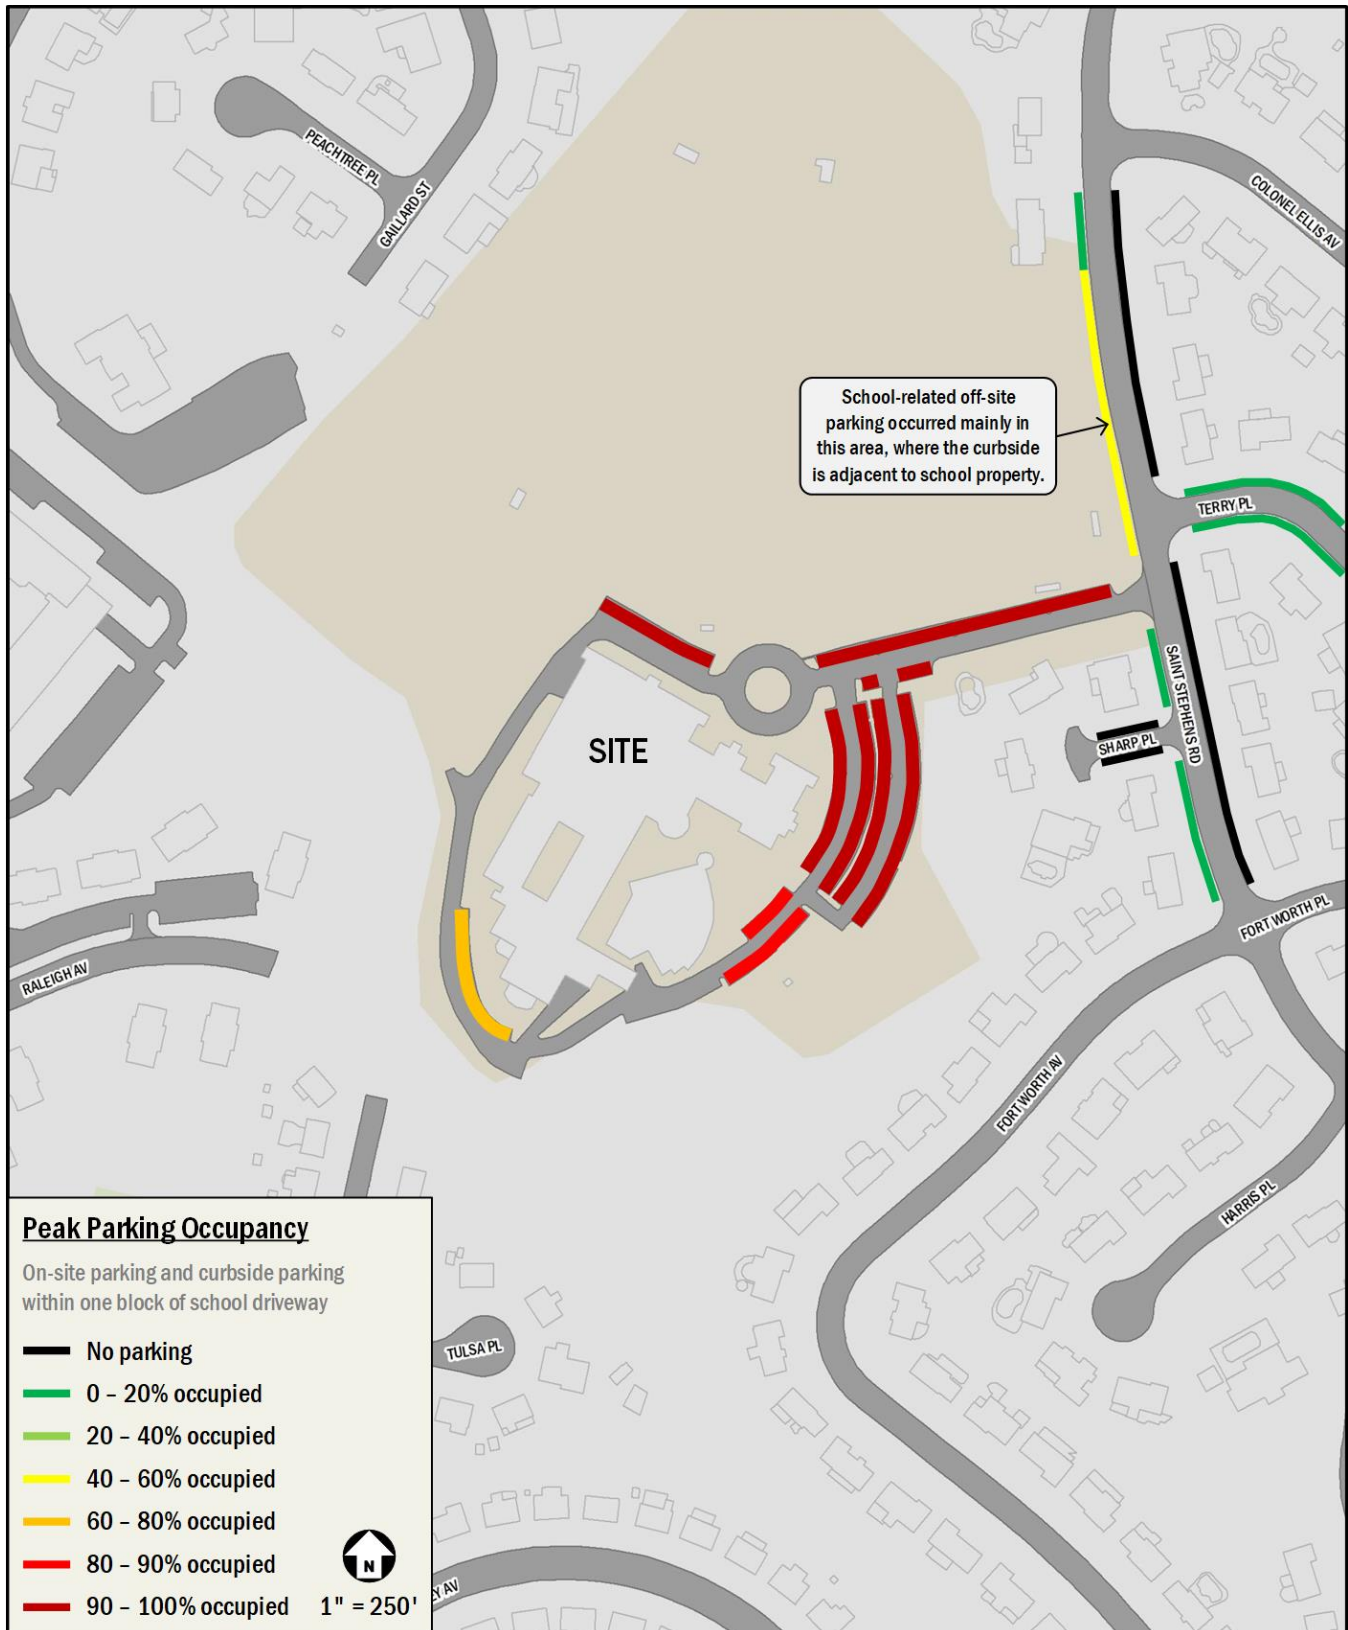 PEACHTREE PL
GAILLARD ST
COLONEL ELLIS AV
School-related off-site
parking occurred mainly in
this area, where the curbside
is adjacent to school property.
TERRY PL
SAINT STEPHENS RD
SHARP PL
SITE
FORT WORTH PL
RALEIGH AV
FORT WORTH AV
HARRIS PL
TULSA PL
Y AV
Peak Parking Occupancy
On-site parking and curbside parking
within one block of school driveway
No parking
0 – 20% occupied
20 – 40% occupied
40 – 60% occupied
60 – 80% occupied
80 – 90% occupied
90 – 100% occupied
N
1" = 250'